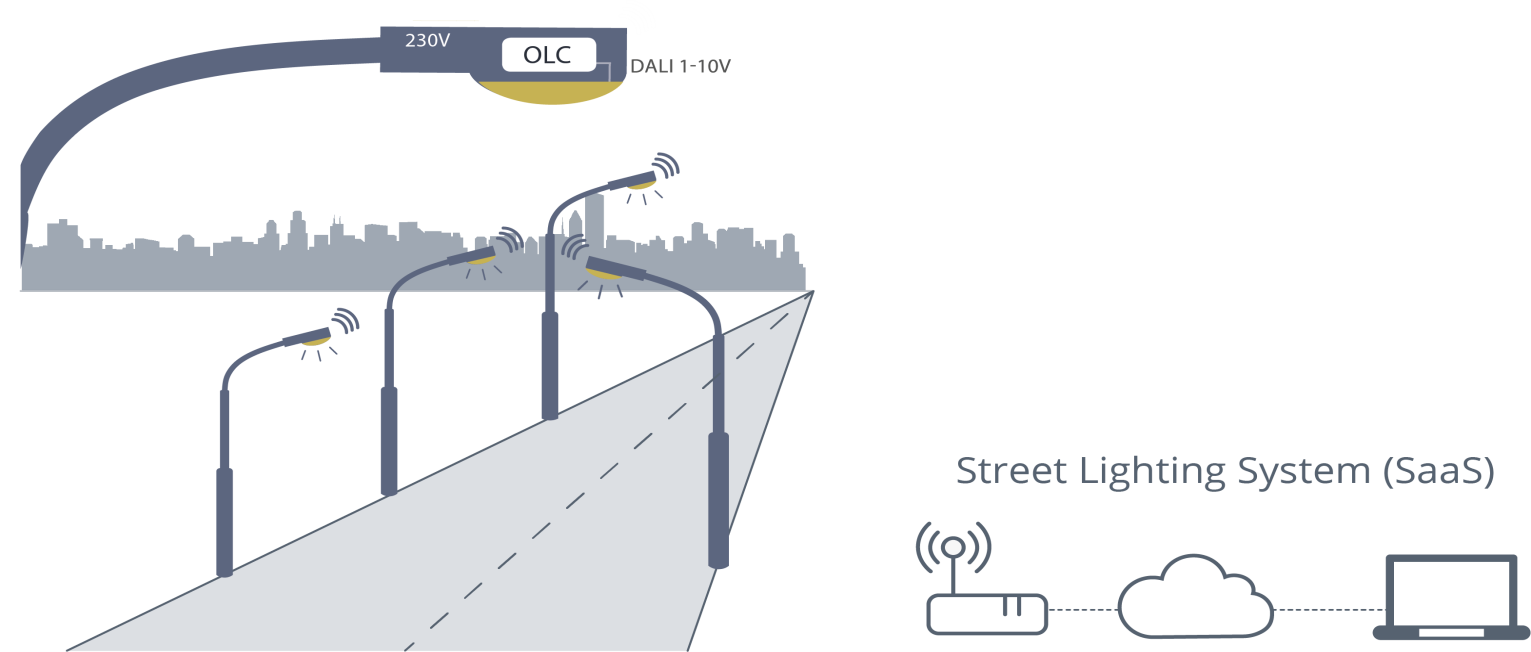 230V
OLC
DALI 1-10V
Street Lighting System (SaaS)